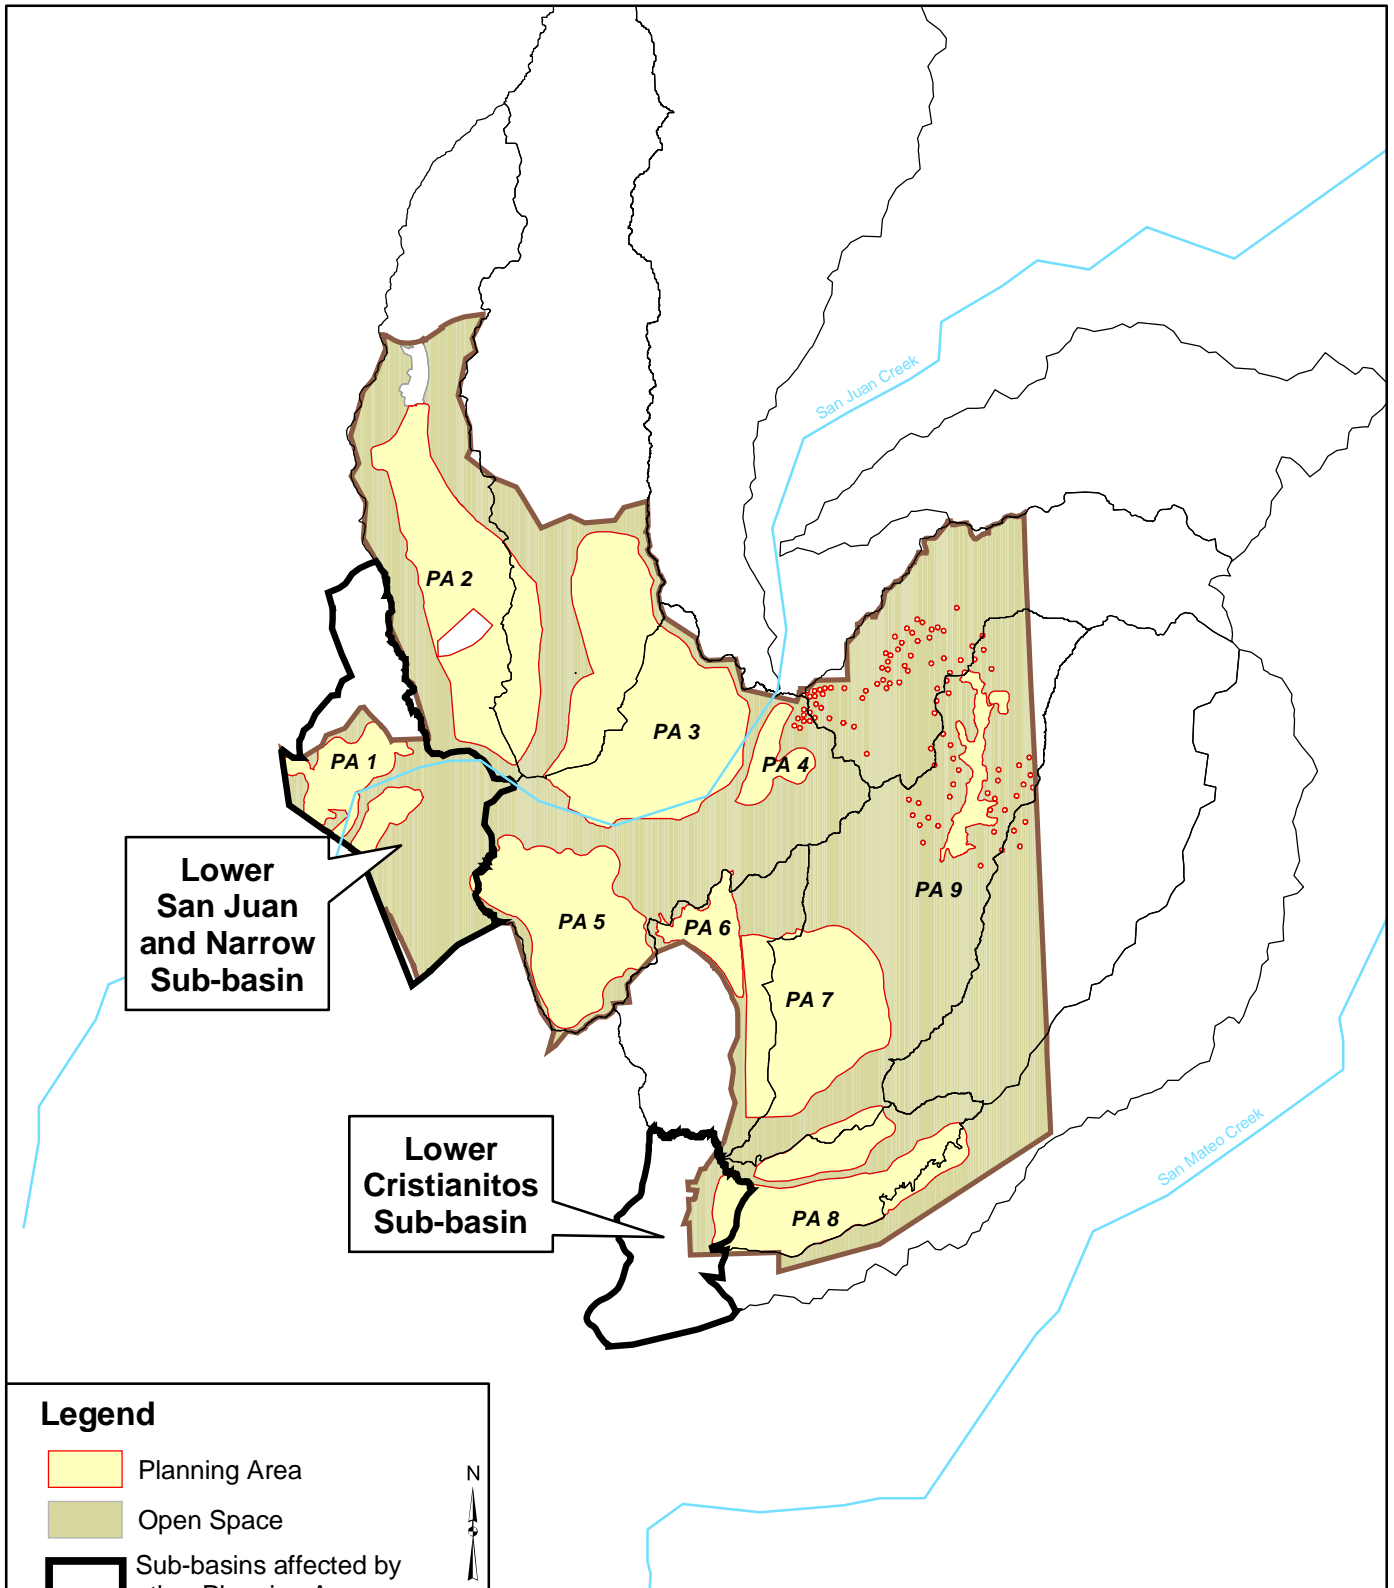 San Juan Creek
PA 2
PA 3
PA 1
PA 4
Lower
San Juan
and Narrow
Sub-basin
PA 9
PA 5
PA 6
PA 7
Lower
Cristianitos
Sub-basin
San Mateo Creek
PA 8
Legend
Planning Area
N
Open Space
Sub-basins affected by